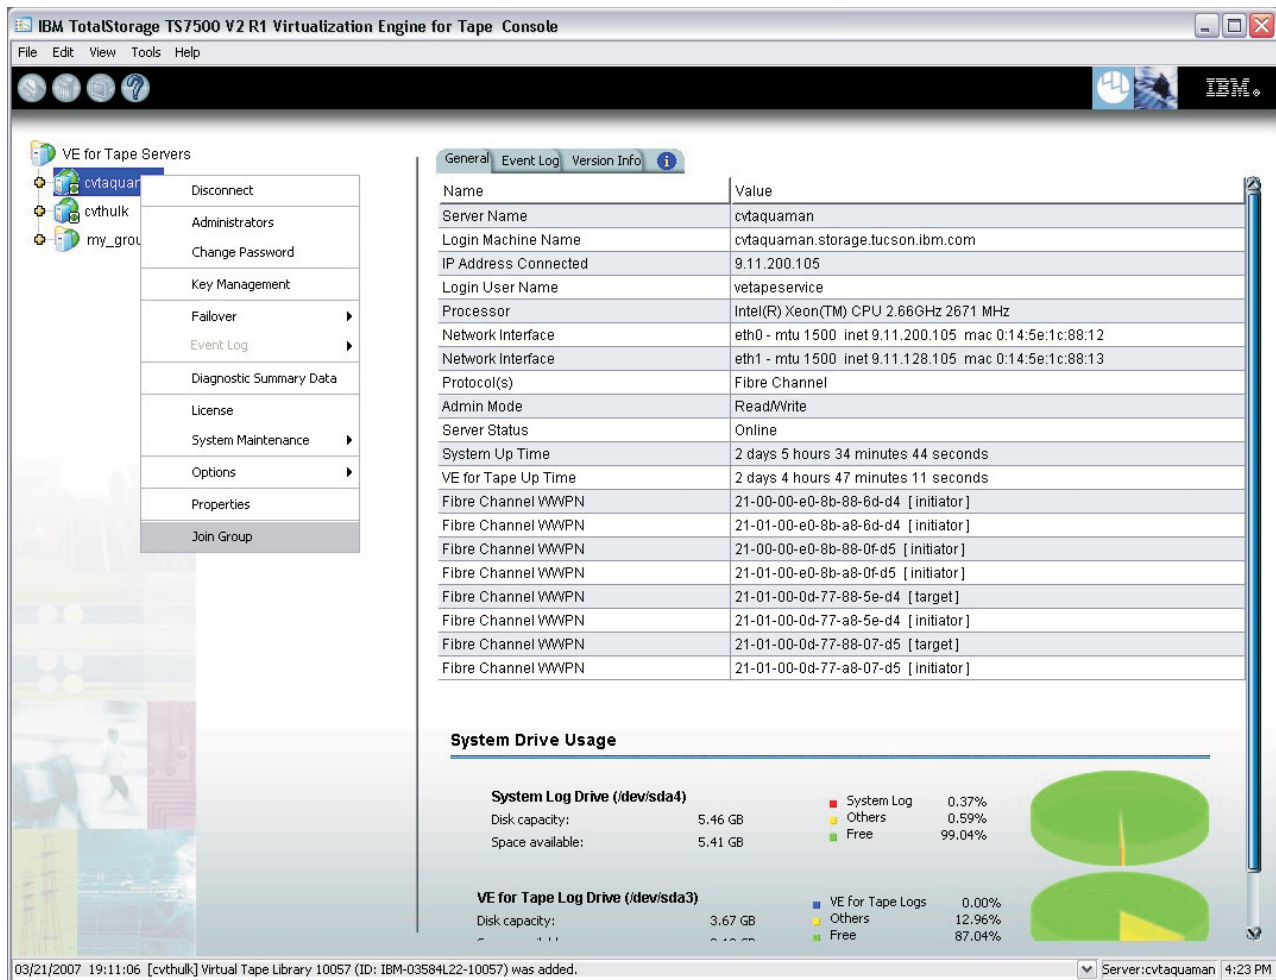 IBM TotalStorage TS7500 V2 R1 Virtualization Engine for Tape Console
File Edit View Tools Help
IBM
VE for Tape Servers
cvtaquar
cvthulk
my_grou
Disconnect
Administrators
Change Password
Key Management
Failover
Event Log
Diagnostic Summary Data
License
System Maintenance
Options
Properties
Join Group
General Event Log Version Info
Name Value
Server Name cvtaquaman
Login Machine Name cvtaquaman.storage.tucson.ibm.com
IP Address Connected 9.11.200.105
Login User Name vetapeservice
Processor Intel(R) Xeon(TM) CPU 2.66GHz 2671 MHz
Network Interface eth0 - mtu 1500 inet 9.11.200.105 mac 0:14:5e:1c:88:12
Network Interface eth1 - mtu 1500 inet 9.11.128.105 mac 0:14:5e:1c:88:13
Protocol(s) Fibre Channel
Admin Mode Read/Write
Server Status Online
System Up Time 2 days 5 hours 34 minutes 44 seconds
VE for Tape Up Time 2 days 4 hours 47 minutes 11 seconds
Fibre Channel WWPN 21-00-00-e0-8b-88-6d-d4 [initiator]
Fibre Channel WWPN 21-01-00-e0-8b-a8-6d-d4 [initiator]
Fibre Channel WWPN 21-00-00-e0-8b-88-0f-d5 [initiator]
Fibre Channel WWPN 21-01-00-e0-8b-a8-0f-d5 [initiator]
Fibre Channel WWPN 21-01-00-0d-77-88-5e-d4 [target]
Fibre Channel WWPN 21-01-00-0d-77-a8-5e-d4 [initiator]
Fibre Channel WWPN 21-01-00-0d-77-88-07-d5 [target]
Fibre Channel WWPN 21-01-00-0d-77-a8-07-d5 [initiator]
System Drive Usage
System Log Drive (/dev/sda4)
Disk capacity: 5.46 GB
Space available: 5.41 GB
System Log 0.37%
Others 0.59%
Free 99.04%
VE for Tape Log Drive (/dev/sda3)
Disk capacity: 3.67 GB
VE for Tape Logs 0.00%
Others 12.96%
Free 87.04%
03/21/2007 19:11:06 [cvthulk] Virtual Tape Library 10057 (ID: IBM-03584L22-10057) was added.
Server:cvtaquaman 4:23 PM